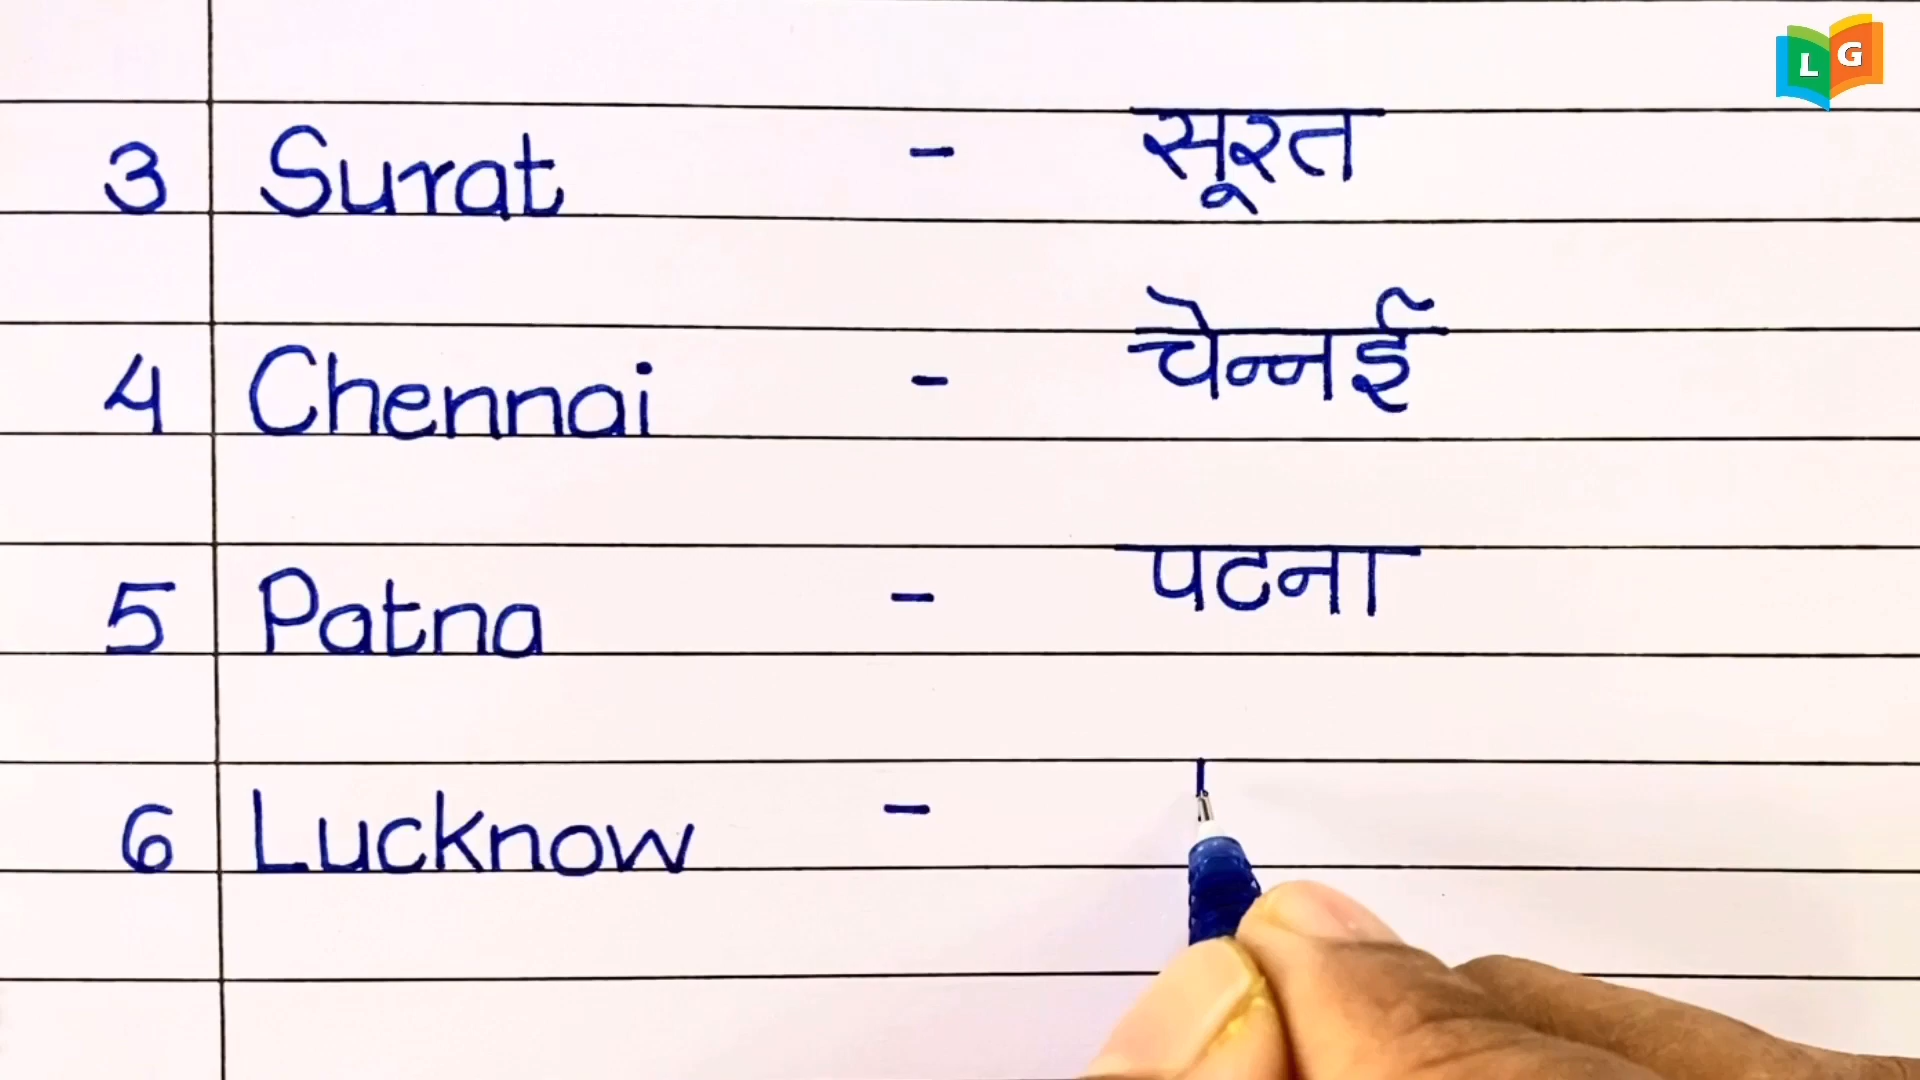 LG
3 Surat - सूरत
4 Chennai - चेन्नई
5 Patna - पटना
6 Lucknow -